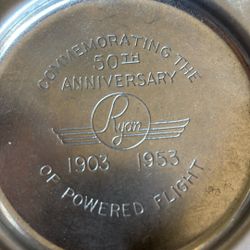 COMMEMORATING THE
50TH
ANNIVERSARY
Ryan
1903 1953
OF POWERED FLIGHT